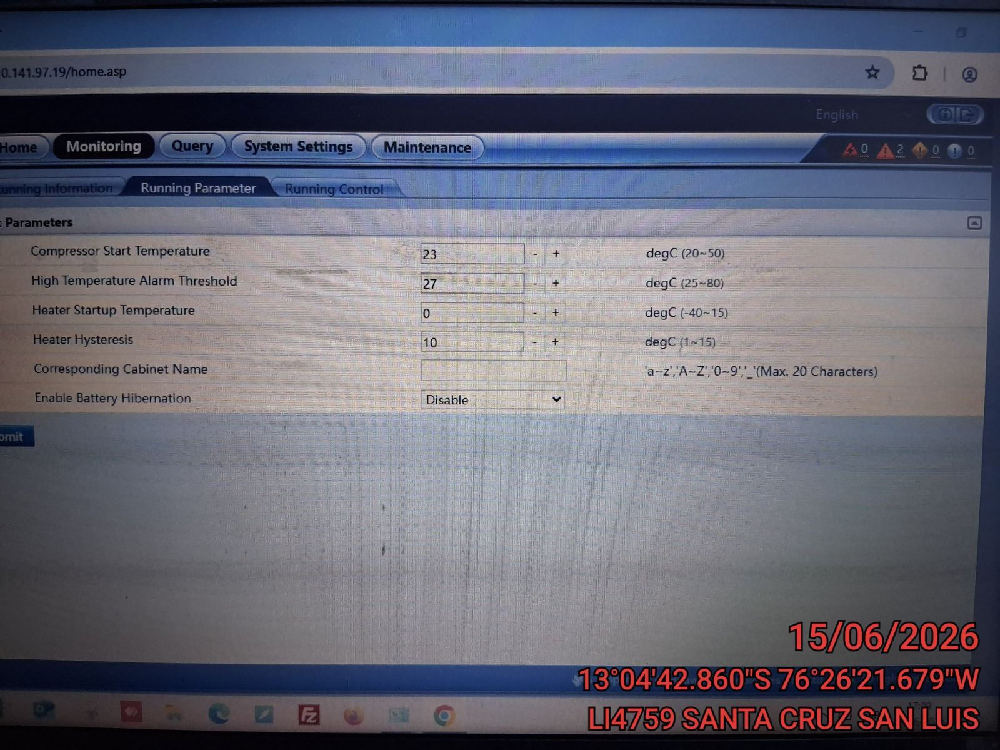 0.141.97.19/home.asp
English
Home Monitoring Query System Settings Maintenance 0 2 0 0
unning Information Running Parameter Running Control
: Parameters
Compressor Start Temperature 23 - + degC (20~50)
High Temperature Alarm Threshold 27 - + degC (25~80)
Heater Startup Temperature 0 - + degC (-40~15)
Heater Hysteresis 10 - + degC (1~15)
Corresponding Cabinet Name 'a~z','A~Z','0~9','_'(Max. 20 Characters)
Enable Battery Hibernation Disable
omit
15/06/2026
13°04'42.860"S 76°26'21.679"W
LI4759 SANTA CRUZ SAN LUIS